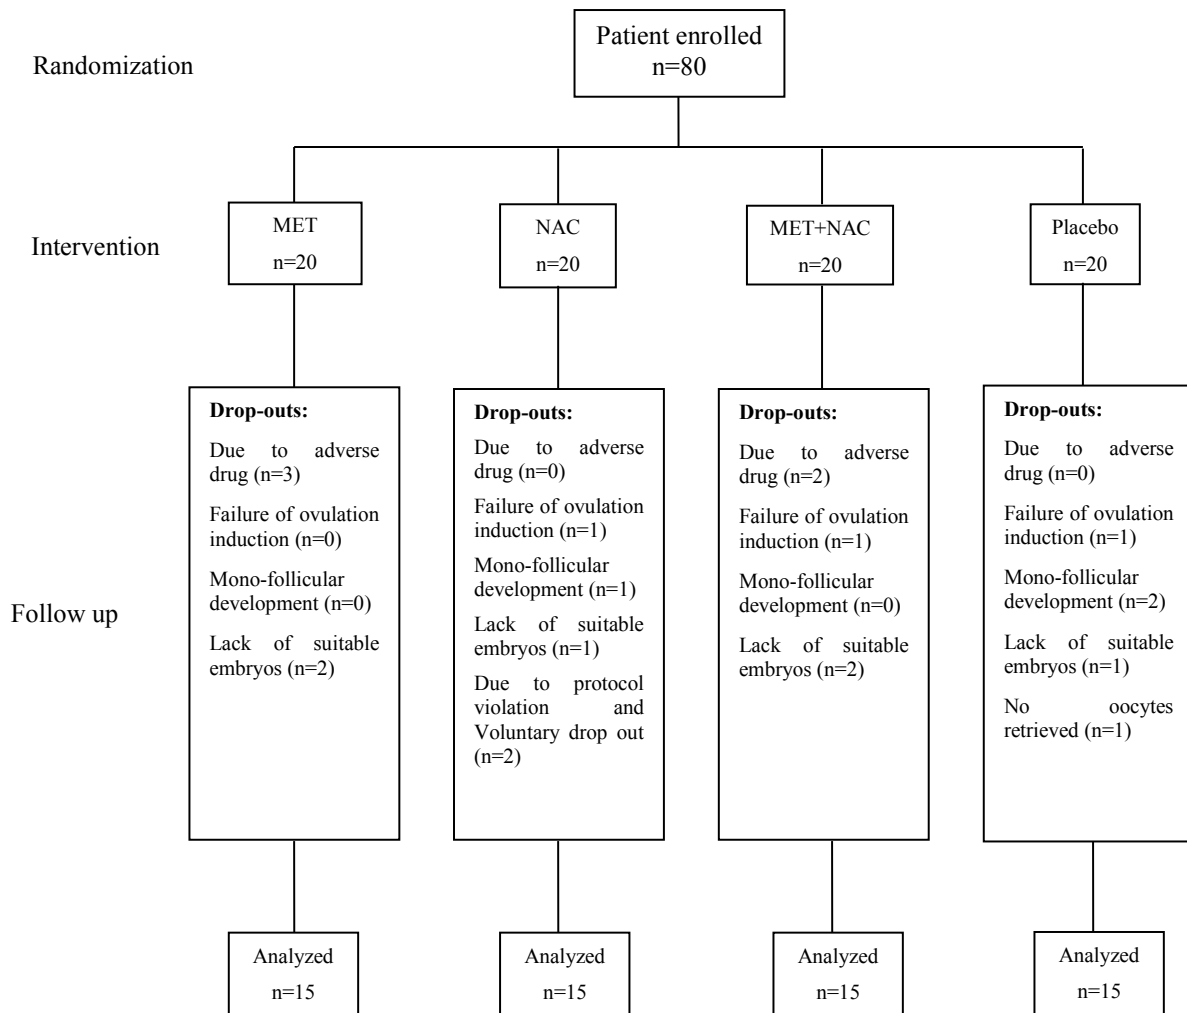 Patient enrolled
n=80
Randomization
Intervention
MET
n=20
NAC
n=20
MET+NAC
n=20
Placebo
n=20
Follow up
Drop-outs:
Due to adverse
drug (n=3)
Failure of ovulation
induction (n=0)
Mono-follicular
development (n=0)
Lack of suitable
embryos (n=2)
Drop-outs:
Due to adverse
drug (n=0)
Failure of ovulation
induction (n=1)
Mono-follicular
development (n=1)
Lack of suitable
embryos (n=1)
Due to protocol
violation and
Voluntary drop out
(n=2)
Drop-outs:
Due to adverse
drug (n=2)
Failure of ovulation
induction (n=1)
Mono-follicular
development (n=0)
Lack of suitable
embryos (n=2)
Drop-outs:
Due to adverse
drug (n=0)
Failure of ovulation
induction (n=1)
Mono-follicular
development (n=2)
Lack of suitable
embryos (n=1)
No oocytes
retrieved (n=1)
Analyzed
n=15
Analyzed
n=15
Analyzed
n=15
Analyzed
n=15